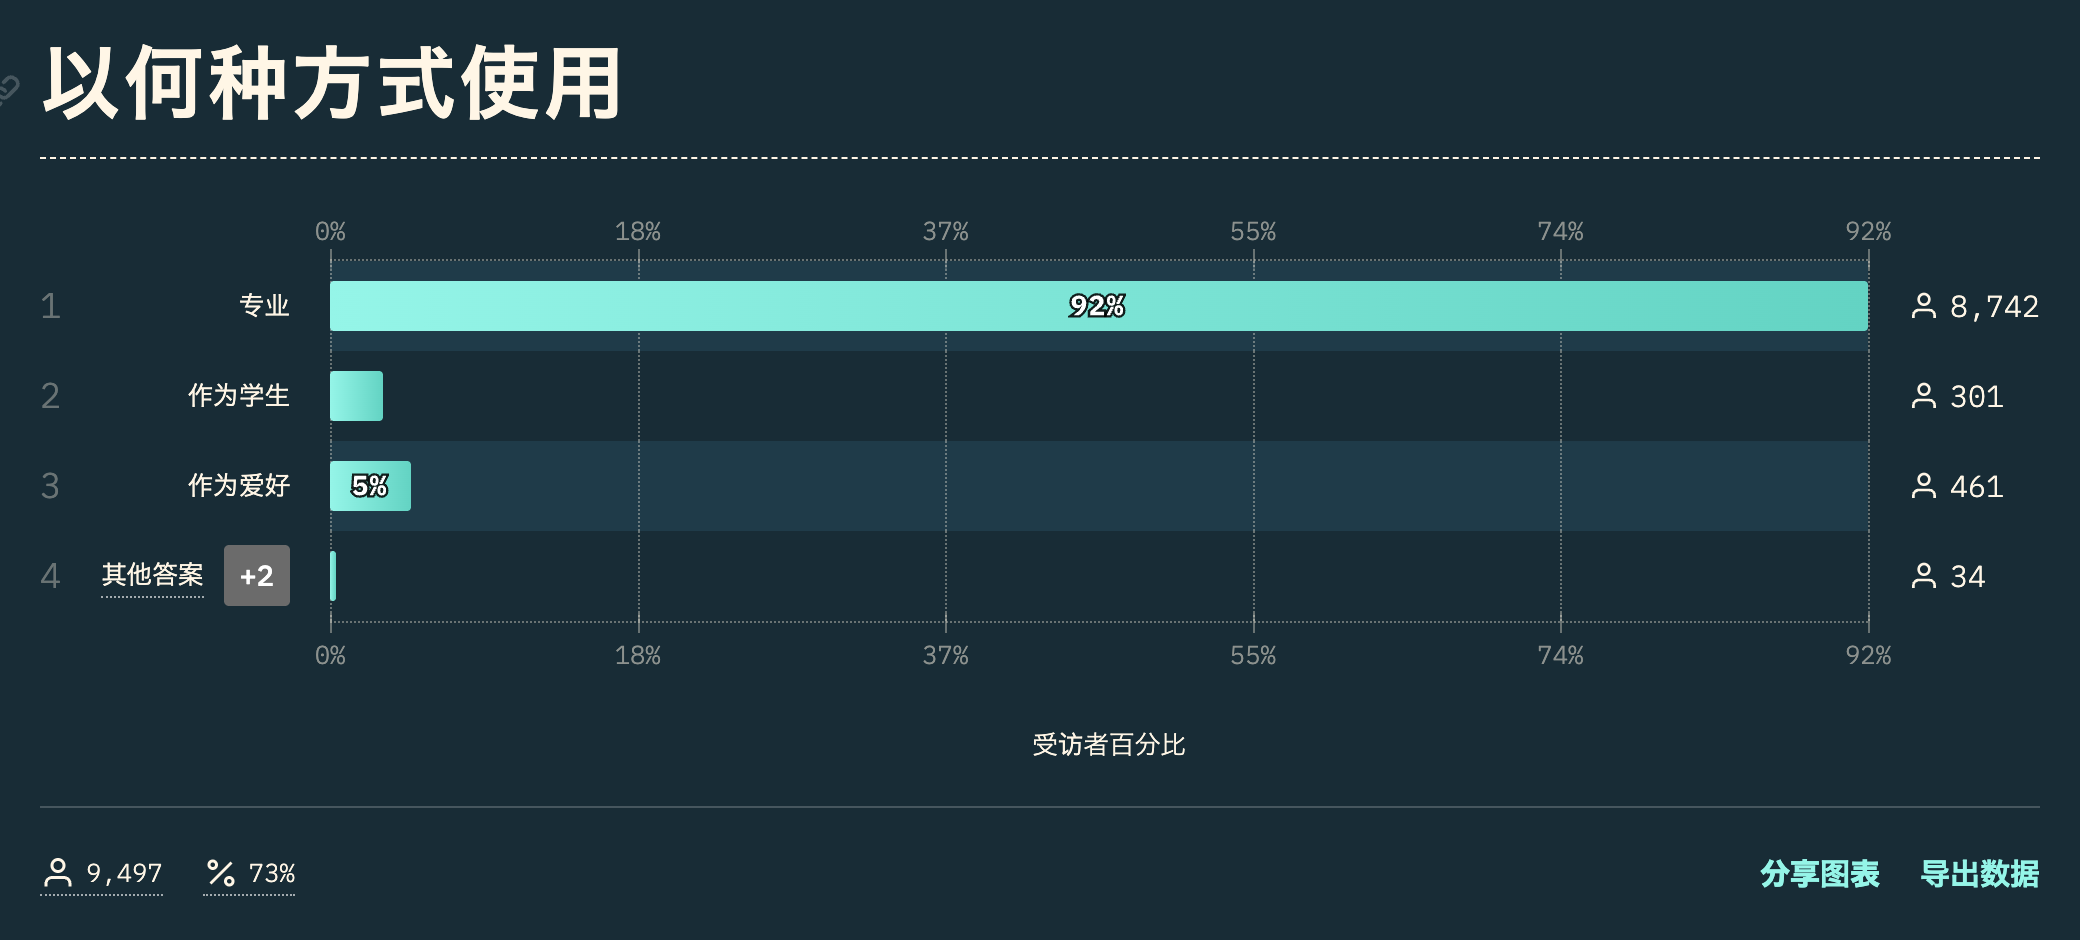 以何种方式使用
0% 18% 37% 55% 74% 92%
1 专业 92% 8,742
2 作为学生 301
3 作为爱好 5% 461
4 其他答案 +2 34
0% 18% 37% 55% 74% 92%
受访者百分比
9,497 73% 分享图表 导出数据